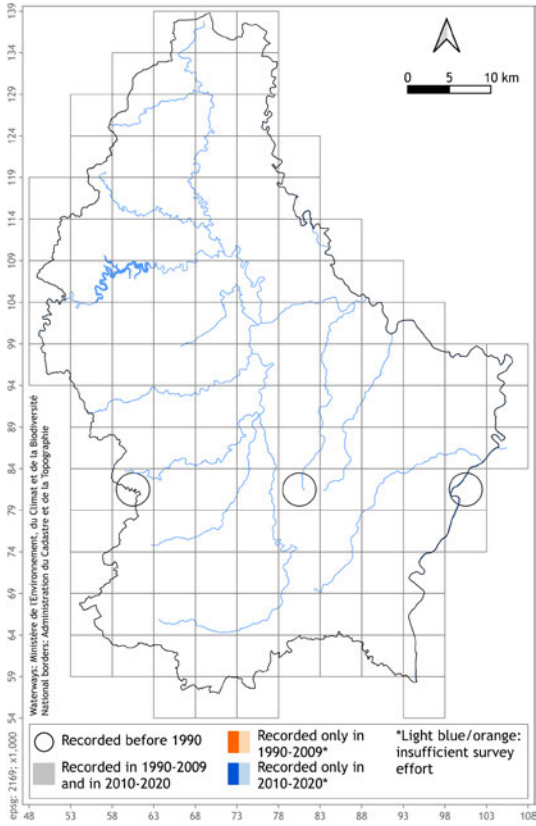 139
134
129
124
119
114
109
104
99
94
89
84
79
74
69
64
59
54
0 5 10 km
Waterways: Ministère de l'Environnement, du Climat et de la Biodiversité
National borders: Administration du Cadastre et de la Topographie
epsg: 2169; x1,000
Recorded before 1990
Recorded in 1990-2009
and in 2010-2020
Recorded only in
1990-2009*
Recorded only in
2010-2020*
*Light blue/orange:
insufficient survey
effort
48 53 58 63 68 73 78 83 88 93 98 103 108